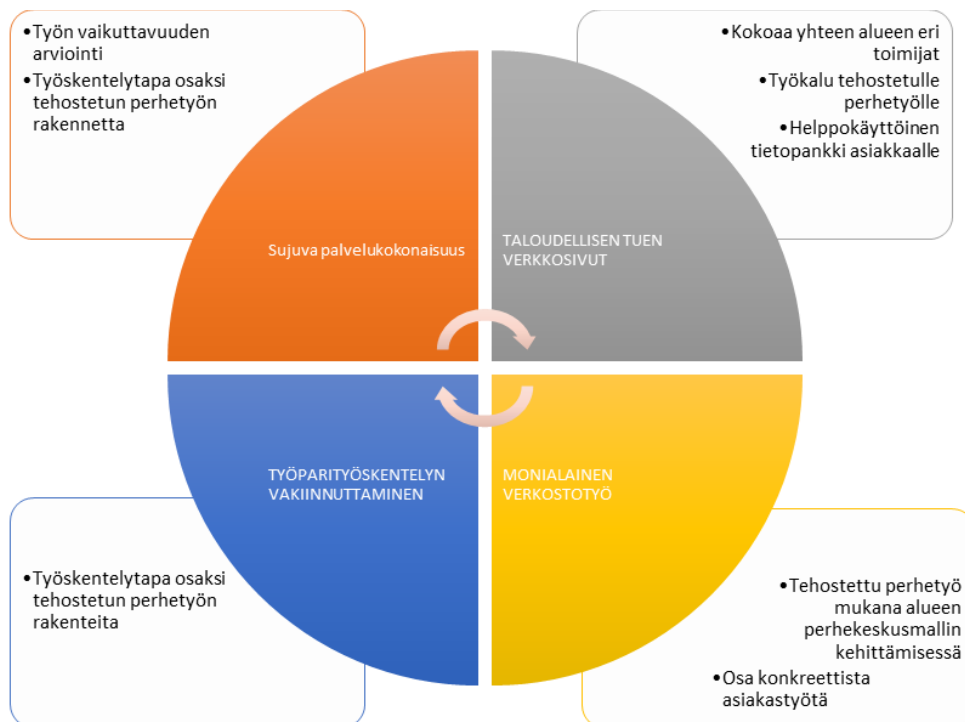 •Työn vaikuttavuuden
arviointi
•Työskentelytapa osaksi
tehostetun perhetyön
rakennetta
•Kokoaa yhteen alueen eri
toimijat
•Työkalu tehostetulle
perhetyölle
•Helppokäyttöinen
tietopankki asiakkaalle
Sujuva palvelukokonaisuus
TALOUDELLISEN TUEN
VERKKOSIVUT
TYÖPARITYÖSKENTELYN
VAKIINNUTTAMINEN
MONIALAINEN
VERKOSTOTYÖ
•Työskentelytapa osaksi
tehostetun perhetyön
rakenteita
•Tehostettu perhetyö
mukana alueen
perhekeskusmallin
kehittämisessä
•Osa konkreettista
asiakastyötä